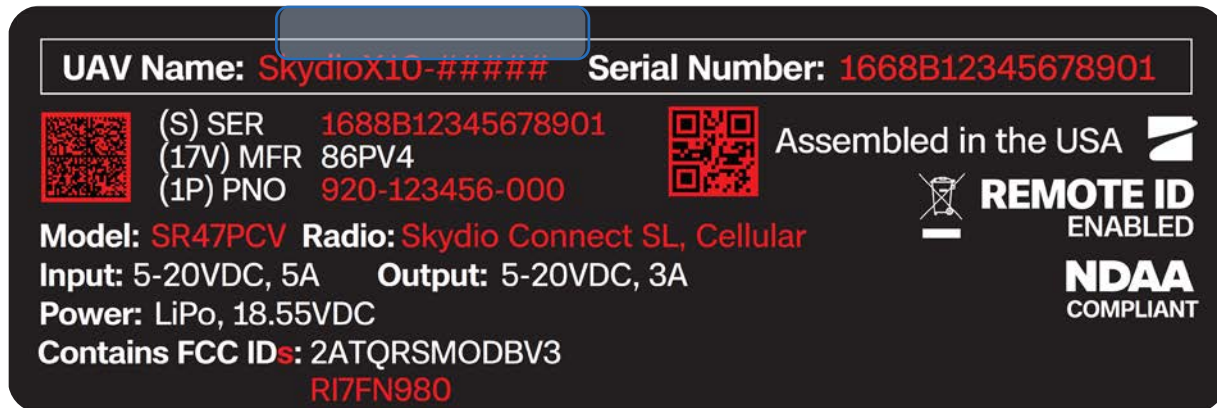 UAV Name: SkydioX10-##### Serial Number: 1668B12345678901
(S) SER 1688B12345678901
(17V) MFR 86PV4
(1P) PNO 920-123456-000
Assembled in the USA
REMOTE ID
ENABLED
Model: SR47PCV Radio: Skydio Connect SL, Cellular
Input: 5-20VDC, 5A Output: 5-20VDC, 3A
NDAA
COMPLIANT
Power: LiPo, 18.55VDC
Contains FCC IDs: 2ATQRSMODBV3
RI7FN980